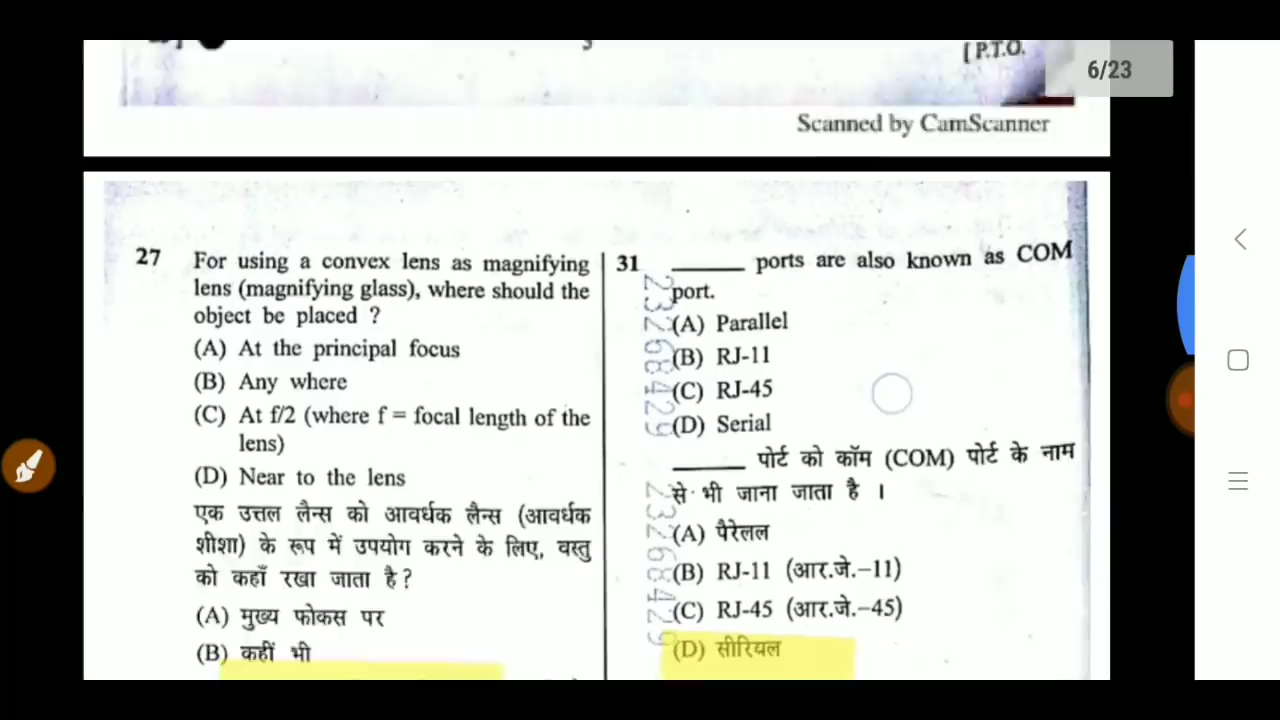 [ P.T.O.
6/23
Scanned by CamScanner
27 For using a convex lens as magnifying
lens (magnifying glass), where should the
object be placed ?
(A) At the principal focus
(B) Any where
(C) At f/2 (where f = focal length of the
lens)
(D) Near to the lens
एक उत्तल लैन्स को आवर्धक लैन्स (आवर्धक
शीशा) के रूप में उपयोग करने के लिए, वस्तु
को कहाँ रखा जाता है?
(A) मुख्य फोकस पर
(B) कहीं भी
31 ______ ports are also known as COM
port.
(A) Parallel
(B) RJ-11
(C) RJ-45
(D) Serial
______ पोर्ट को कॉम (COM) पोर्ट के नाम
से भी जाना जाता है ।
(A) पैरेलल
(B) RJ-11 (आर.जे.-11)
(C) RJ-45 (आर.जे.-45)
(D) सीरियल
23268429
23268429